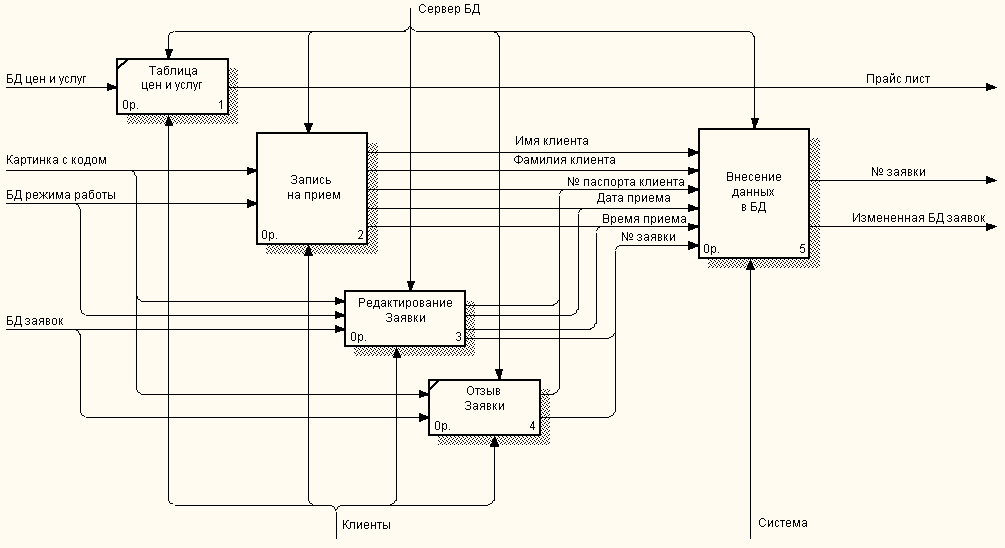 Сервер БД
Таблица
цен и услуг
0р. 1
БД цен и услуг
Прайс лист
Картинка с кодом
БД режима работы
Запись
на прием
0р. 2
Имя клиента
Фамилия клиента
№ паспорта клиента
Дата приема
Время приема
№ заявки
Внесение
данных
в БД
0р. 5
№ заявки
Измененная БД заявок
БД заявок
Редактирование
Заявки
0р. 3
Отзыв
Заявки
0р. 4
Клиенты
Система